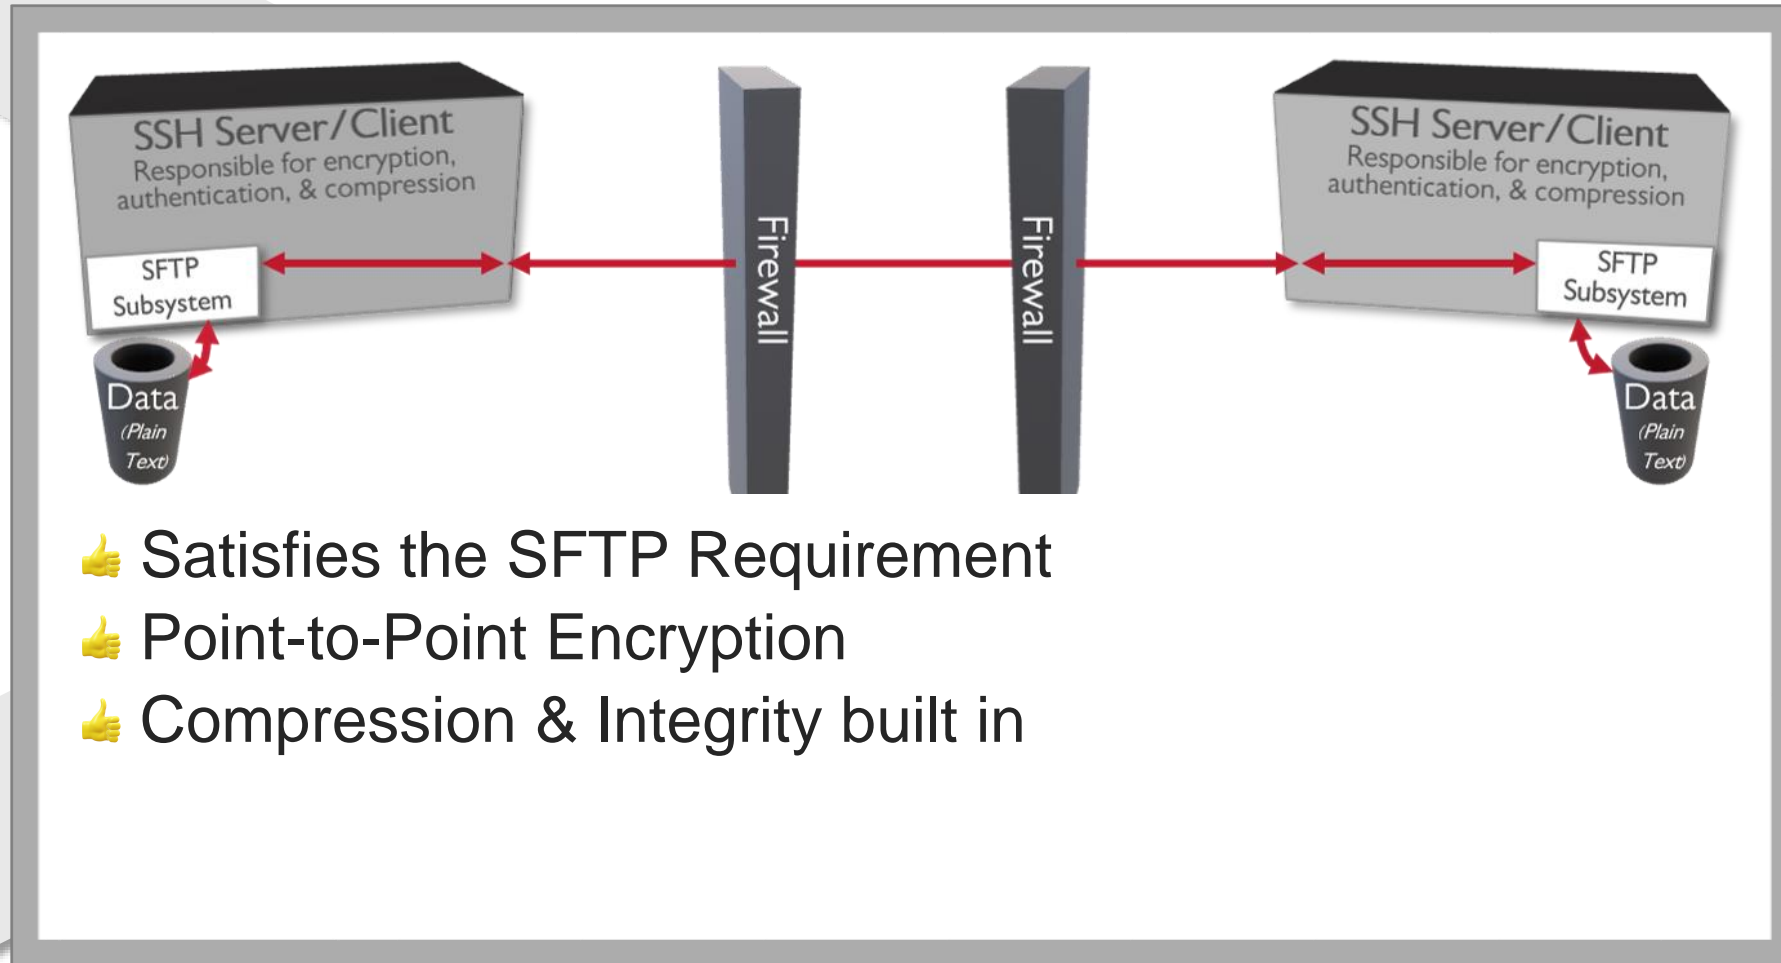 SSH Server/Client
Responsible for encryption,
authentication, & compression
SFTP
Subsystem
Data
(Plain
Text)
Firewall
Firewall
SSH Server/Client
Responsible for encryption,
authentication, & compression
SFTP
Subsystem
Data
(Plain
Text)
Satisfies the SFTP Requirement
Point-to-Point Encryption
Compression & Integrity built in